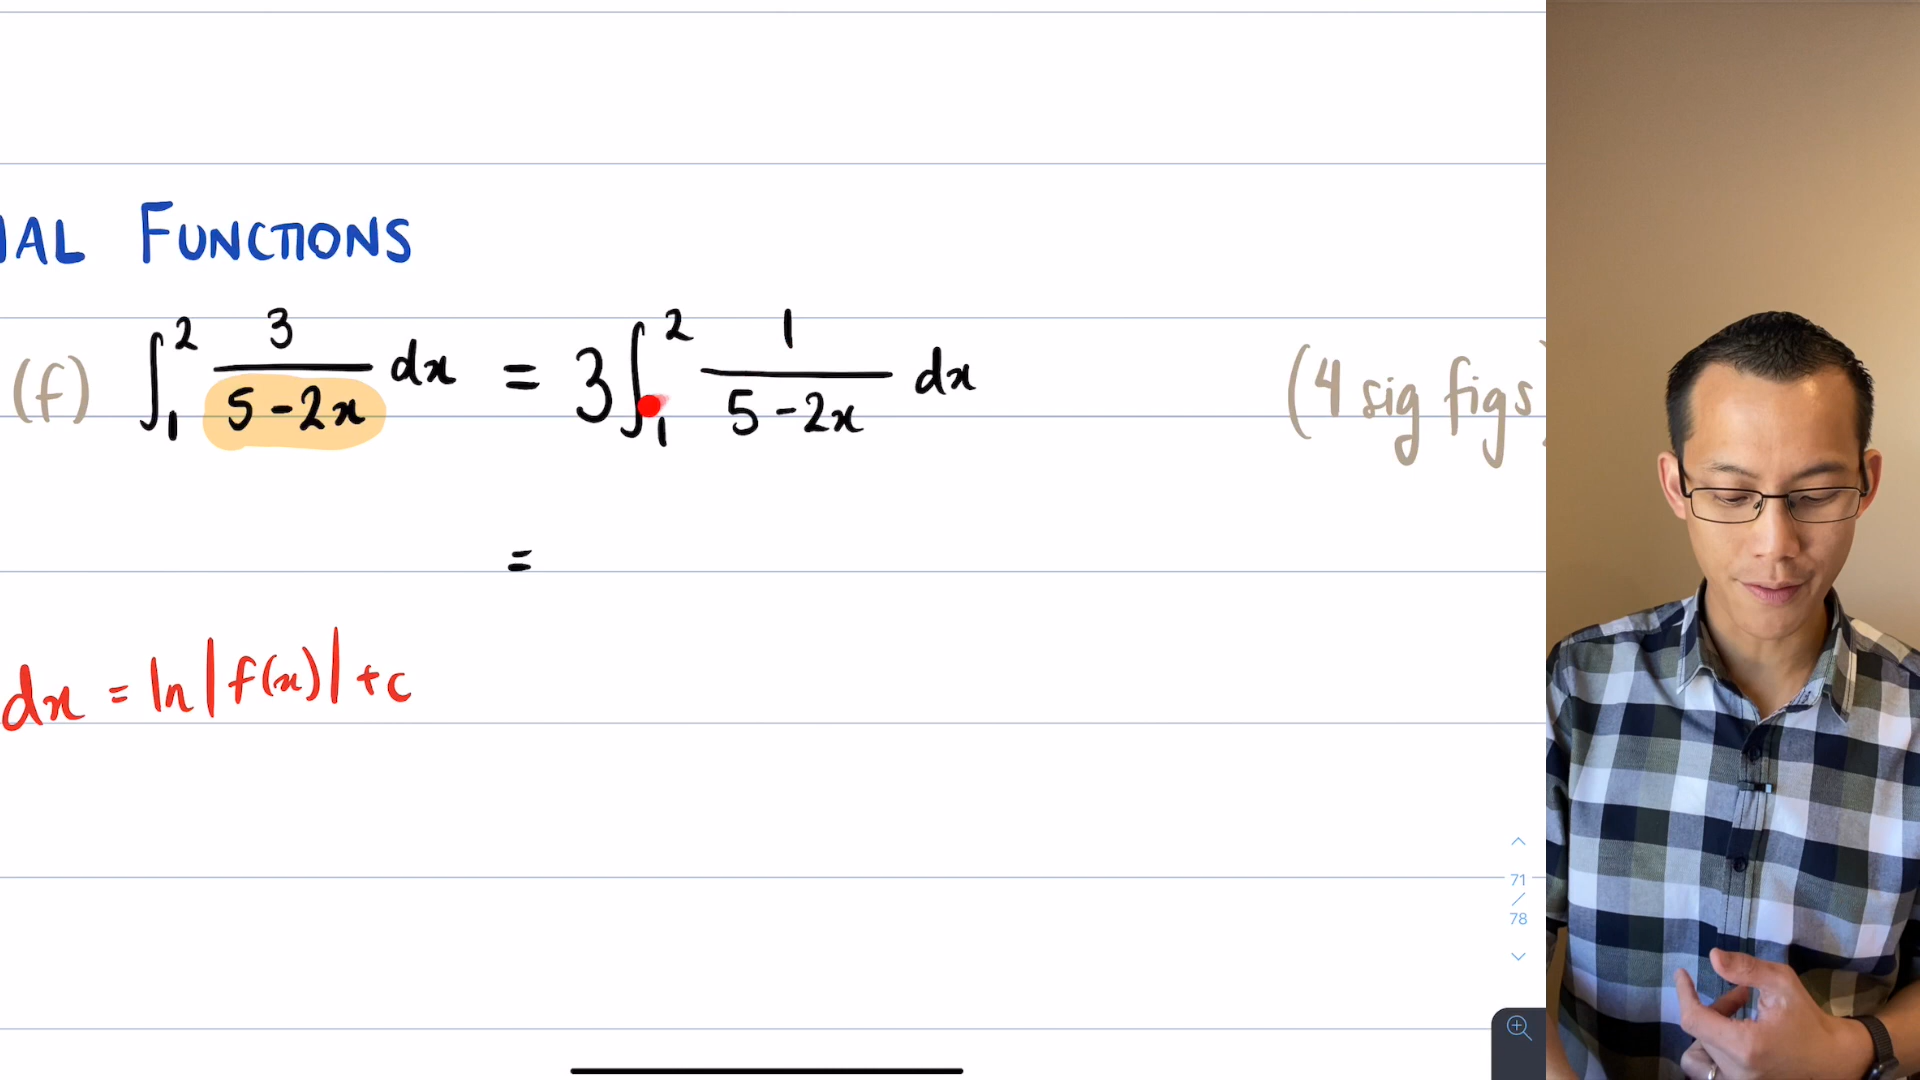 IAL FUNCTIONS
(f) ∫₁² 3/(5-2x) dx = 3∫₁² 1/(5-2x) dx (4 sig figs)
=
dx = ln|f(x)| + c
71
/
78